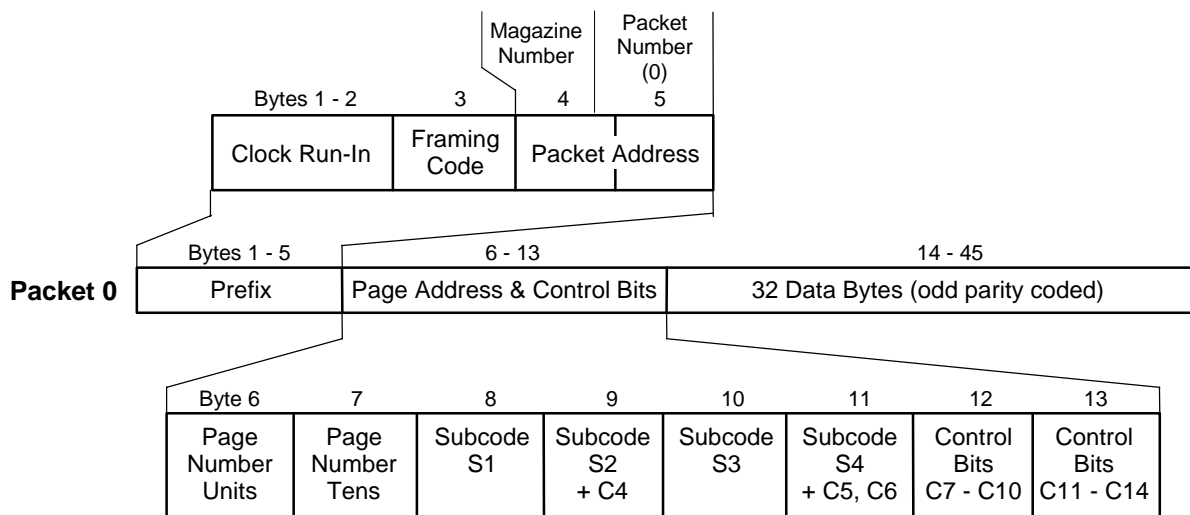 Magazine Number
Packet Number (0)
Bytes 1 - 2
3
4
5
Clock Run-In
Framing Code
Packet Address
Bytes 1 - 5
6 - 13
14 - 45
Packet 0
Prefix
Page Address & Control Bits
32 Data Bytes (odd parity coded)
Byte 6
7
8
9
10
11
12
13
Page Number Units
Page Number Tens
Subcode S1
Subcode S2 + C4
Subcode S3
Subcode S4 + C5, C6
Control Bits C7 - C10
Control Bits C11 - C14